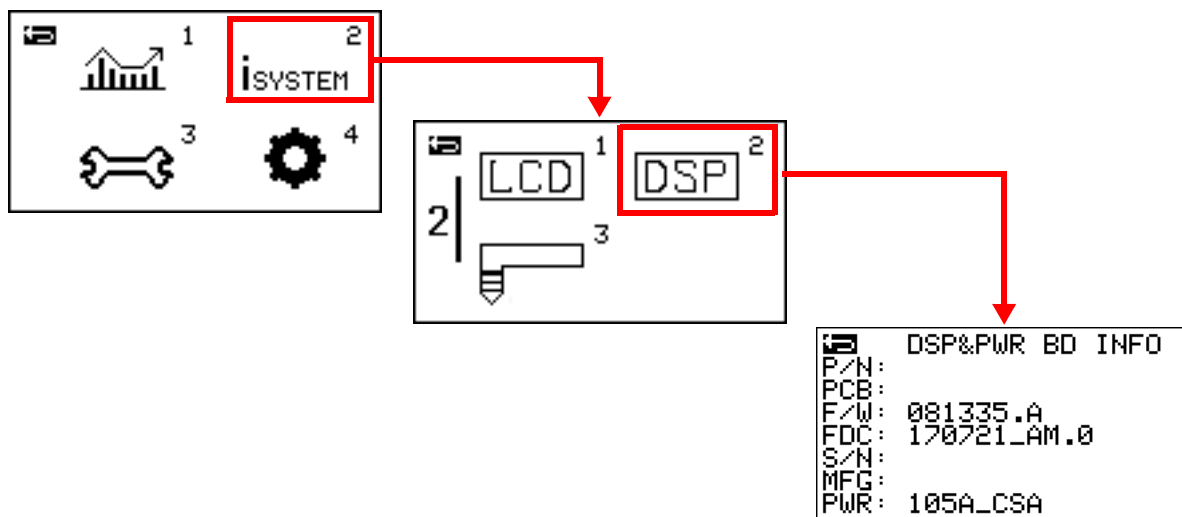 1
2
iSYSTEM
3
4
1
2
LCD
DSP
2
3
DSP&PWR BD INFO
P/N:
PCB:
F/W: 081335.A
FDC: 170721_AM.0
S/N:
MFG:
PWR: 105A_CSA